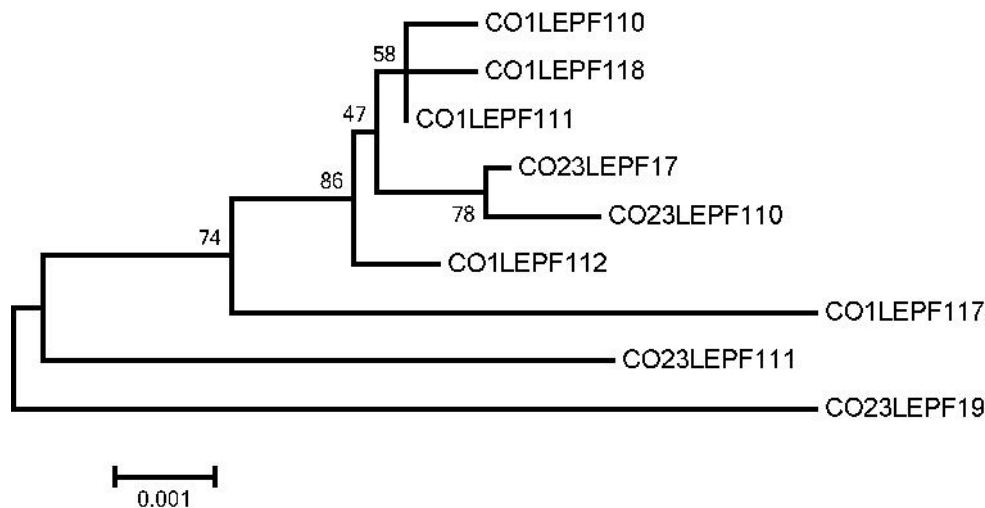 CO1LEPF110
58
CO1LEPF118
47
CO1LEPF111
CO23LEPF17
86
78
CO23LEPF110
74
CO1LEPF112
CO1LEPF117
CO23LEPF111
CO23LEPF19
0.001